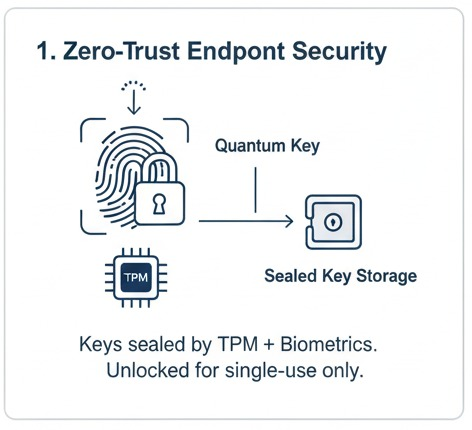 1. Zero-Trust Endpont Security
Quantum Key
Sealed Key Storage
TPM
Keys sealed by TPM + Biometrics.
Unlocked for single-use only.